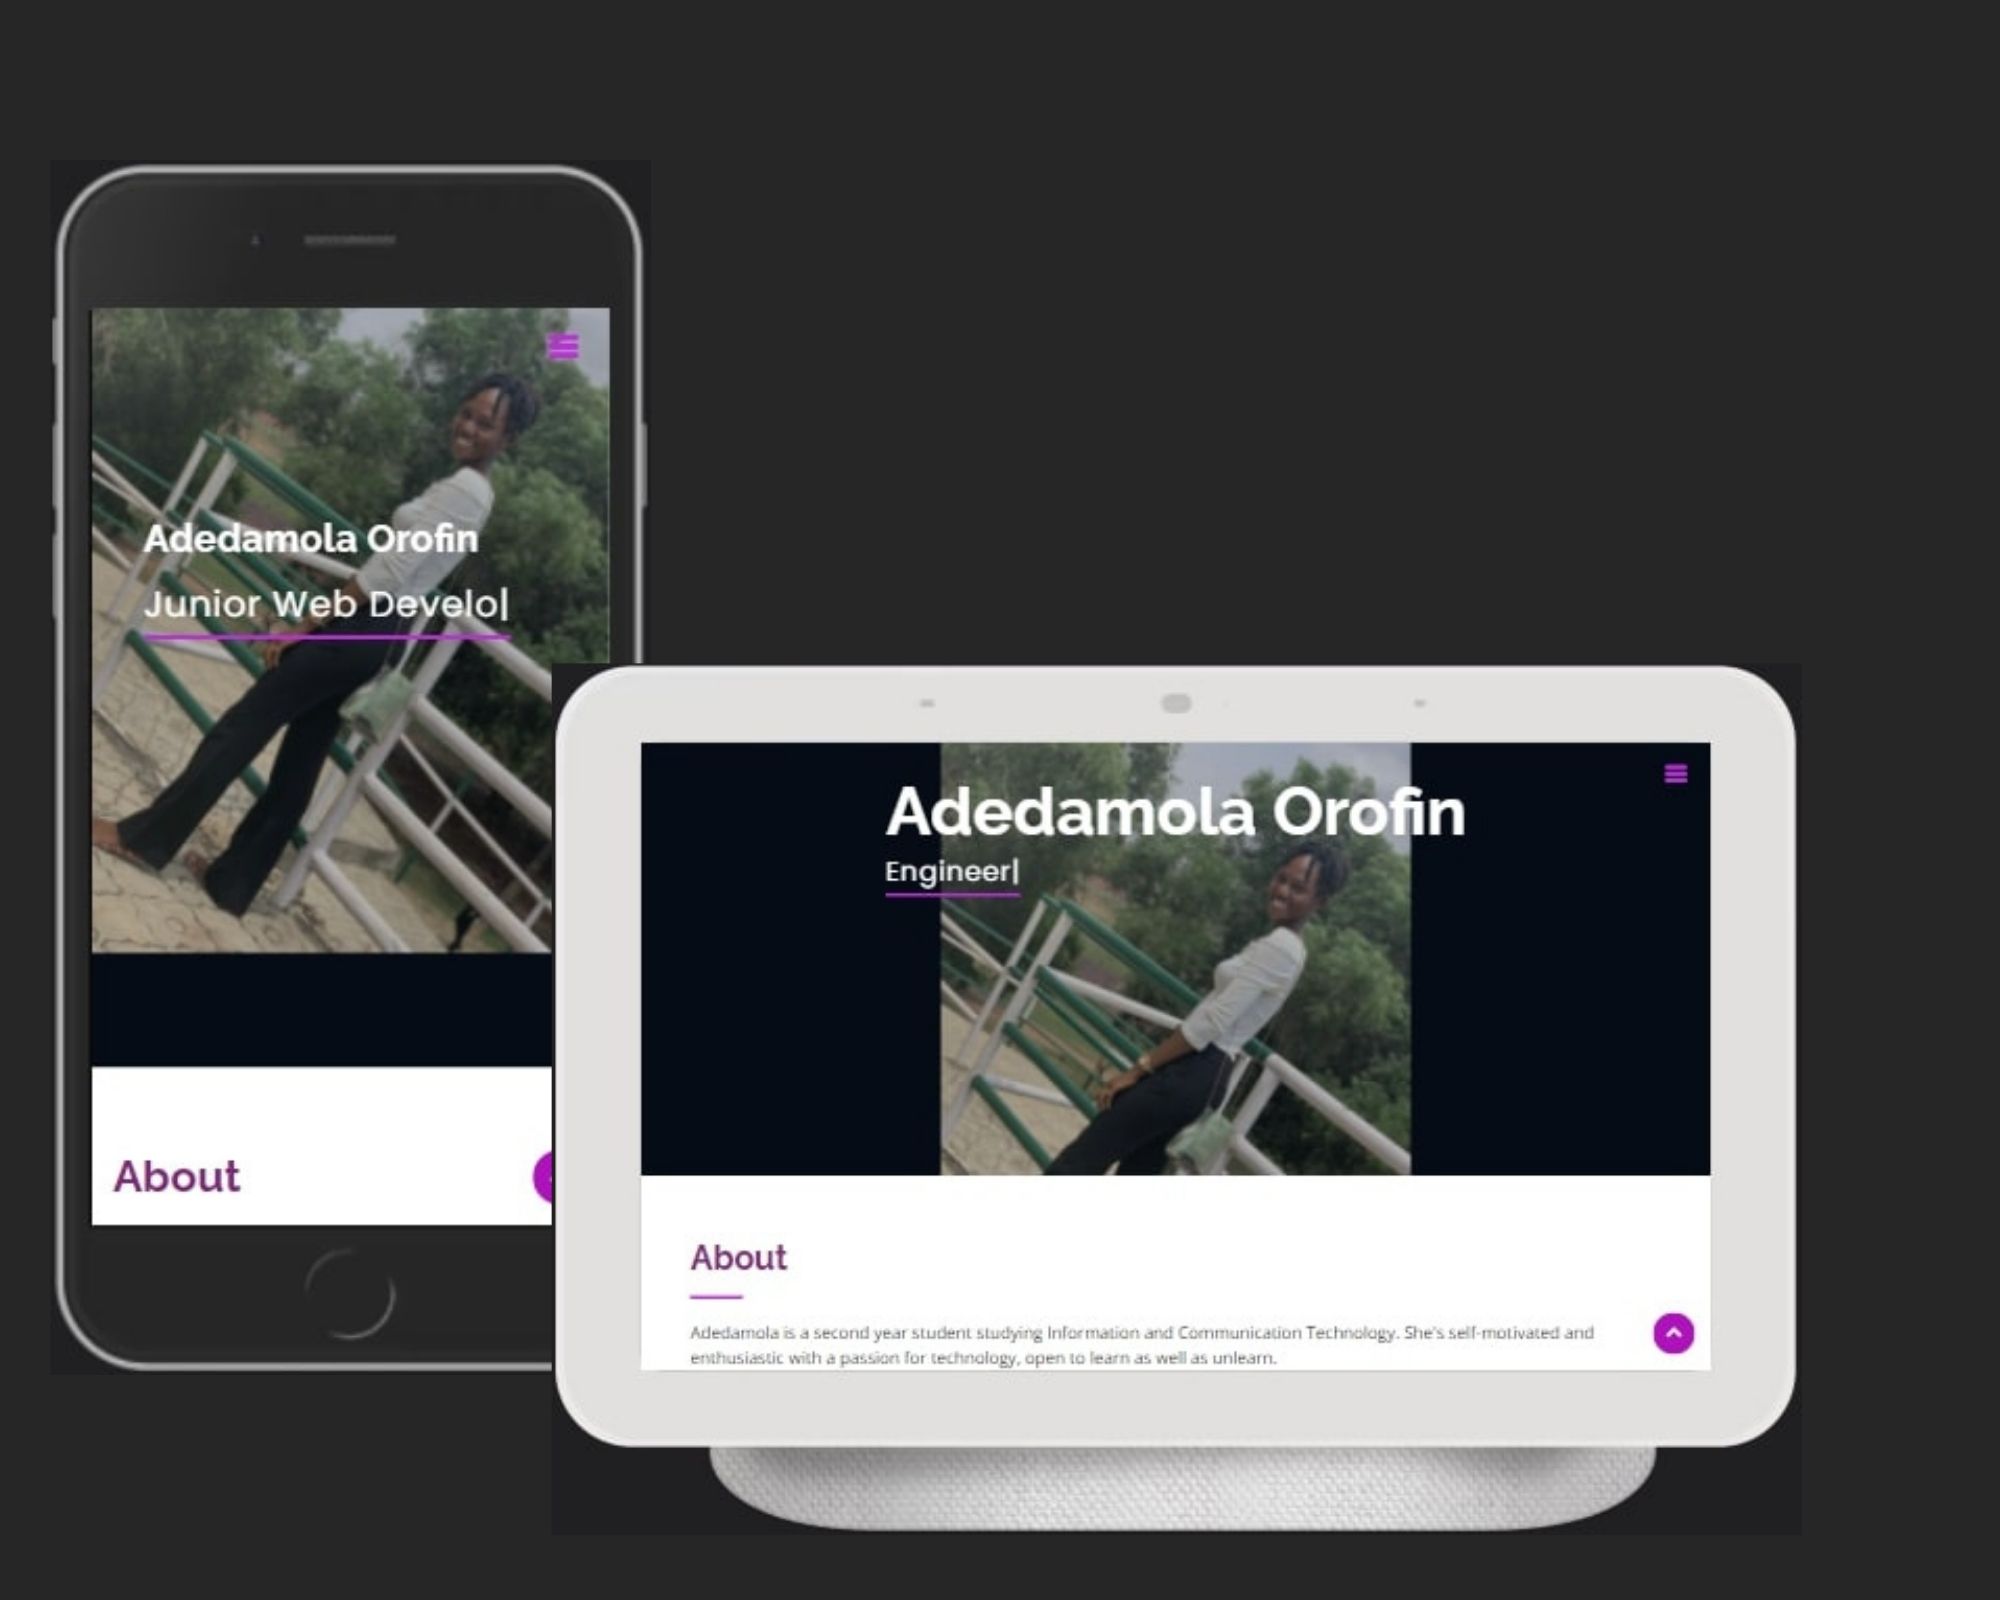 Adedamola Orofin
Junior Web Develo|
About
Adedamola Orofin
Engineer|
About
Adedamola is a second year student studying Information and Communication Technology. She's self-motivated and
enthusiastic with a passion for technology, open to learn as well as unlearn.